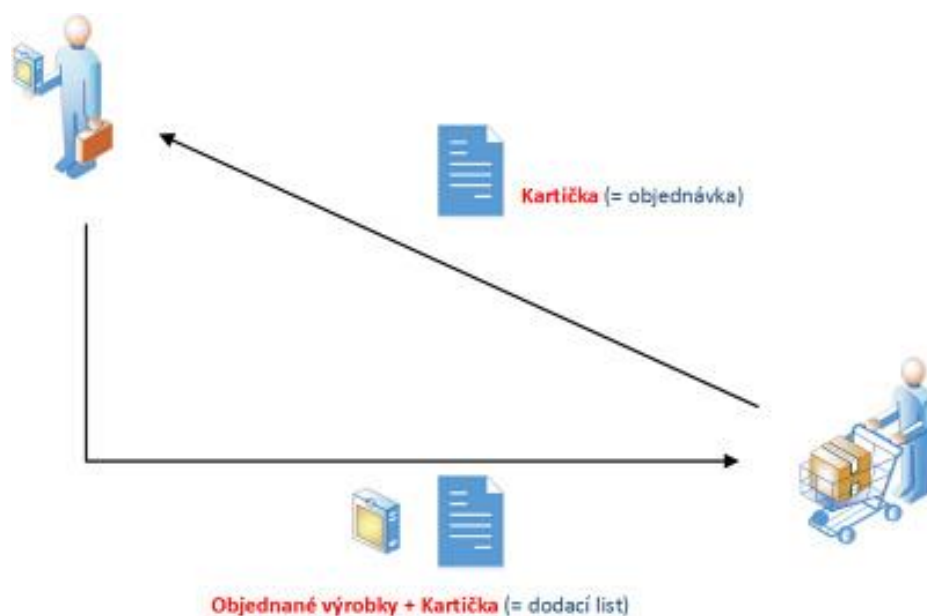 Kartička (= objednávka)
Objednané výrobky + Kartička (= dodací list)